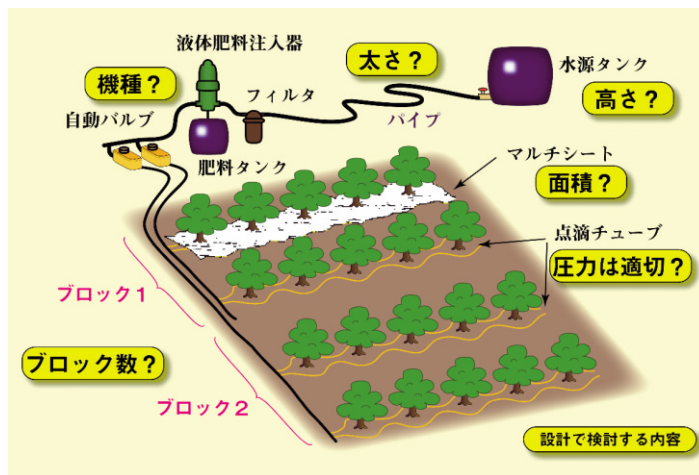 液体肥料注入器
太さ？
機種？
フィルタ
水源タンク
高さ？
自動バルブ
パイプ
肥料タンク
マルチシート
面積？
点滴チューブ
圧力は適切？
ブロック１
ブロック数？
ブロック２
設計で検討する内容